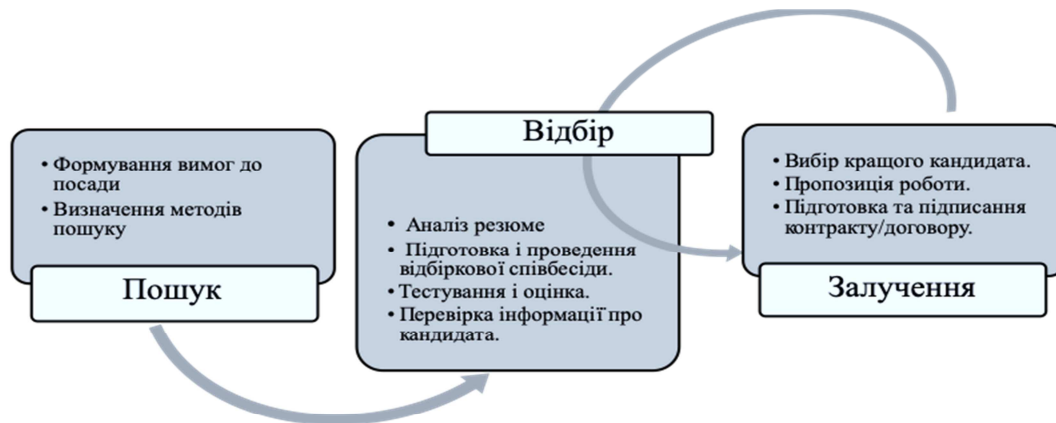 • Формування вимог до
посади
• Визначення методів
пошуку
Пошук
Відбір
• Аналіз резюме
• Підготовка і проведення
відбіркової співбесіди.
• Тестування і оцінка.
• Перевірка інформації про
кандидата.
• Вибір кращого кандидата.
• Пропозиція роботи.
• Підготовка та підписання
контракту/договору.
Залучення